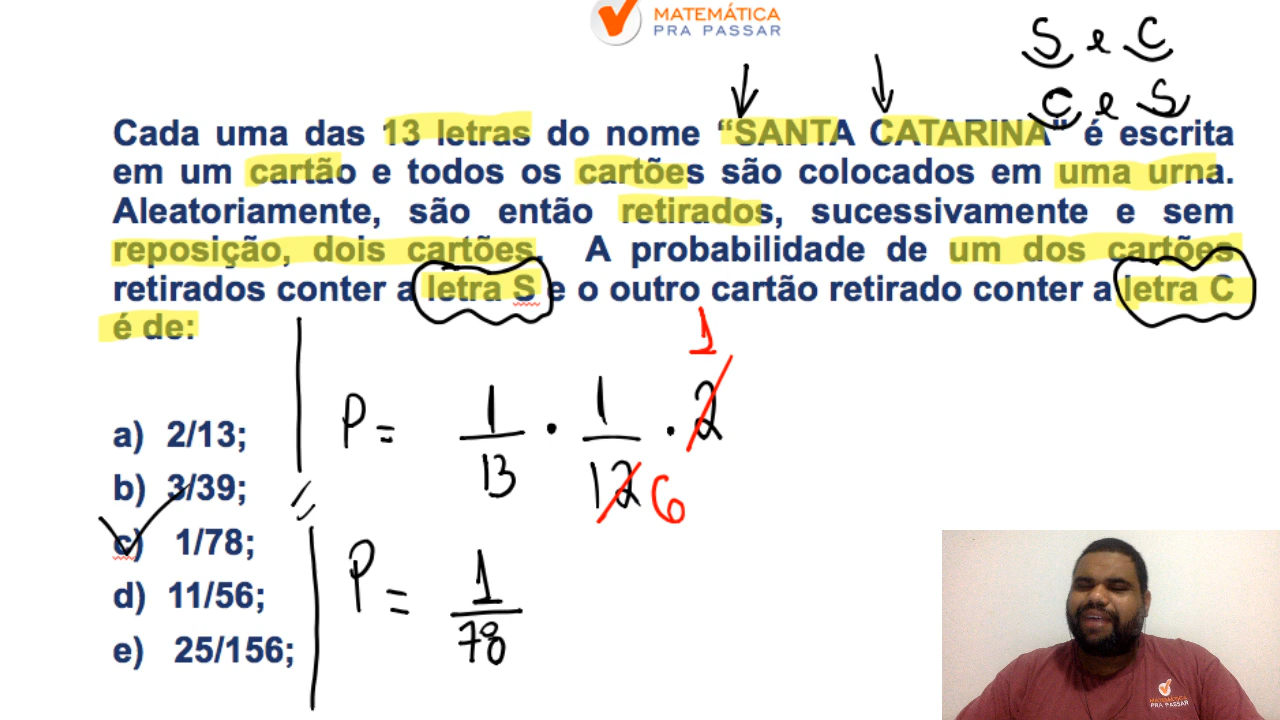 MATEMÁTICA
PRA PASSAR
S e C
C e S
Cada uma das 13 letras do nome “SANTA CATARINA” é escrita
em um cartão e todos os cartões são colocados em uma urna.
Aleatoriamente, são então retirados, sucessivamente e sem
reposição, dois cartões. A probabilidade de um dos cartões
retirados conter a letra S e o outro cartão retirado conter a letra C
é de:
a) 2/13;
b) 3/39;
c) 1/78;
d) 11/56;
e) 25/156;
1
P = 1/13 · 1/12 · 2
6
P = 1/78
MATEMÁTICA
PRA PASSAR